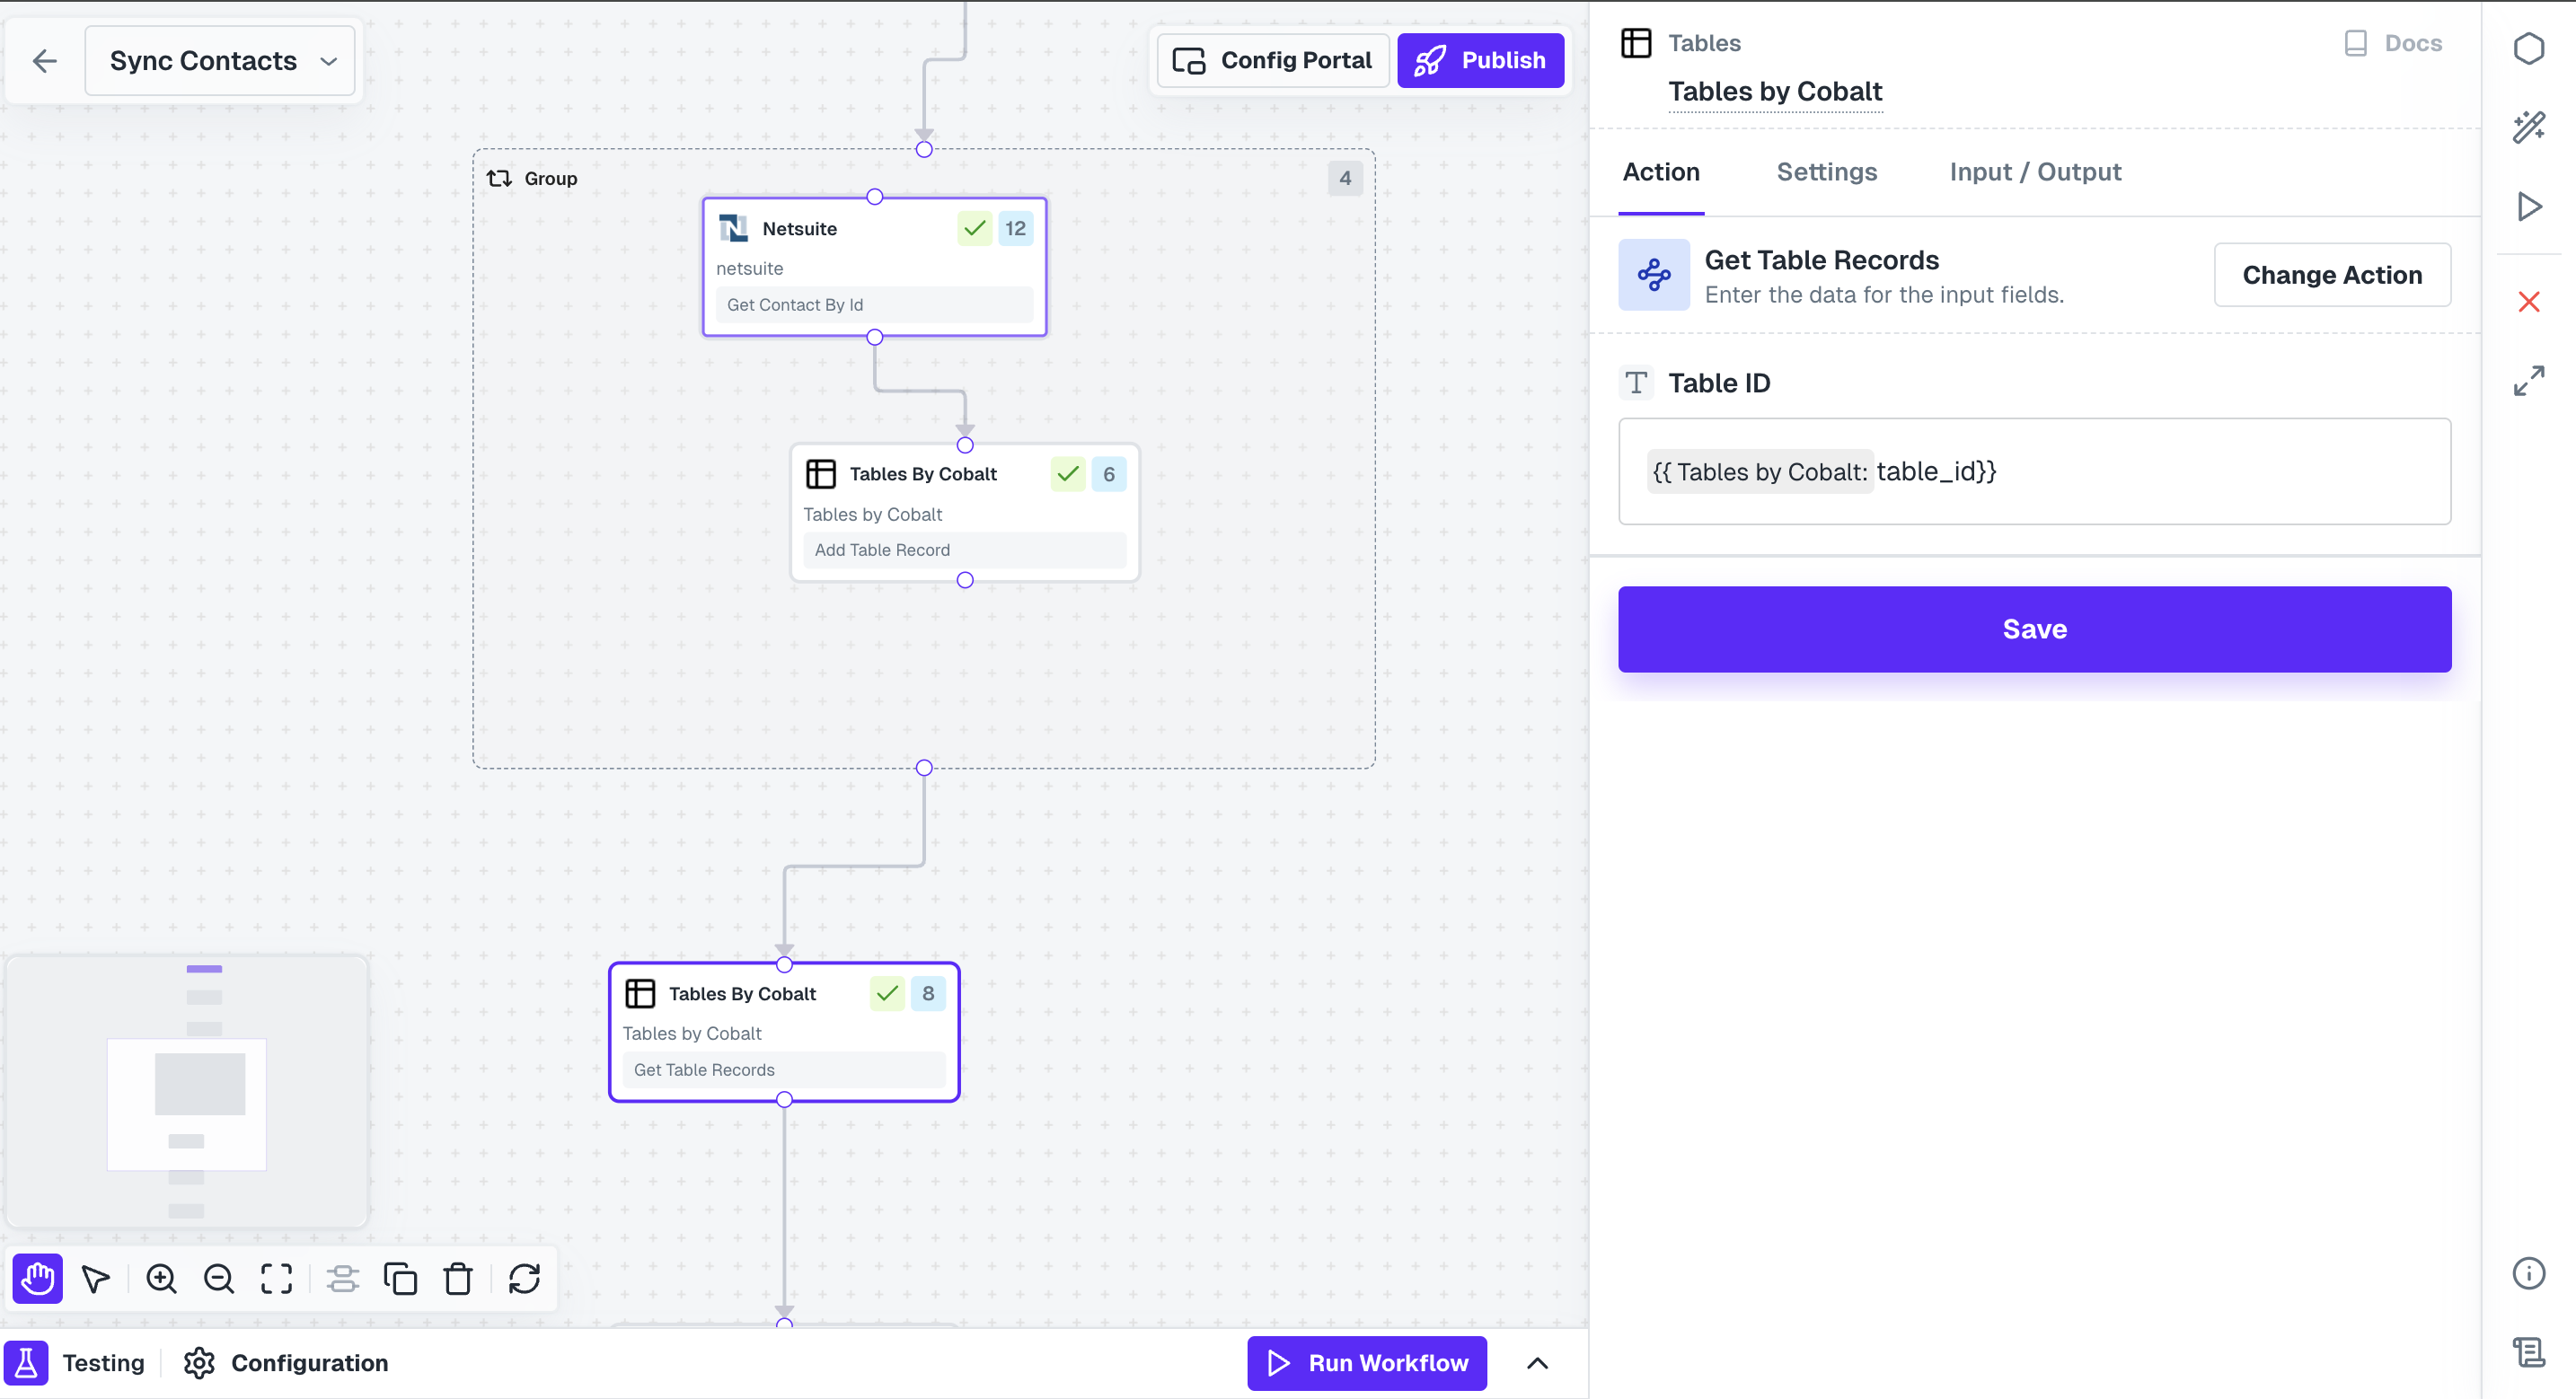 Sync Contacts
Config Portal
Publish
Group
4
Netsuite
12
netsuite
Get Contact By Id
Tables By Cobalt
6
Tables by Cobalt
Add Table Record
Tables By Cobalt
8
Tables by Cobalt
Get Table Records
Testing
Configuration
Run Workflow
Tables
Docs
Tables by Cobalt
Action
Settings
Input / Output
Get Table Records
Enter the data for the input fields.
Change Action
Table ID
{{ Tables by Cobalt: table_id}}
Save